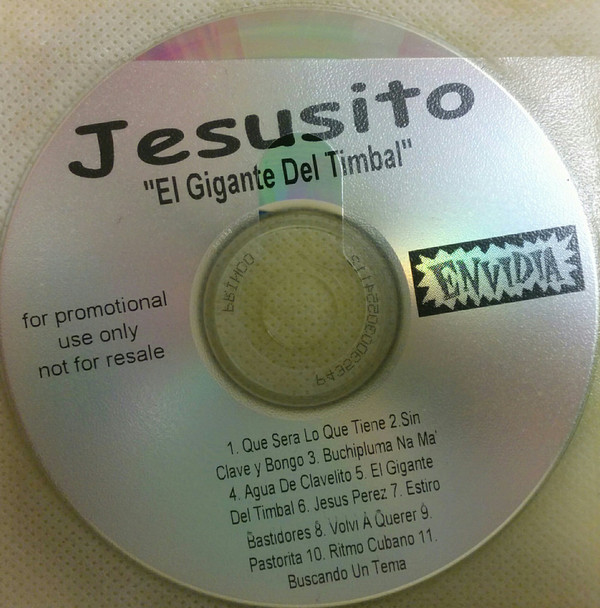 Jesusito
"El Gigante Del Timbal"
ENVIDIA
for promotional
use only
not for resale
PRINCO
1. Que Sera Lo Que Tiene 2.Sin
Clave y Bongo 3. Buchipluma Na Ma'
4. Agua De Clavelito 5. El Gigante
Del Timbal 6. Jesus Perez 7. Estiro
Bastidores 8. Volvi À Querer 9.
Pastorita 10. Ritmo Cubano 11.
Buscando Un Tema